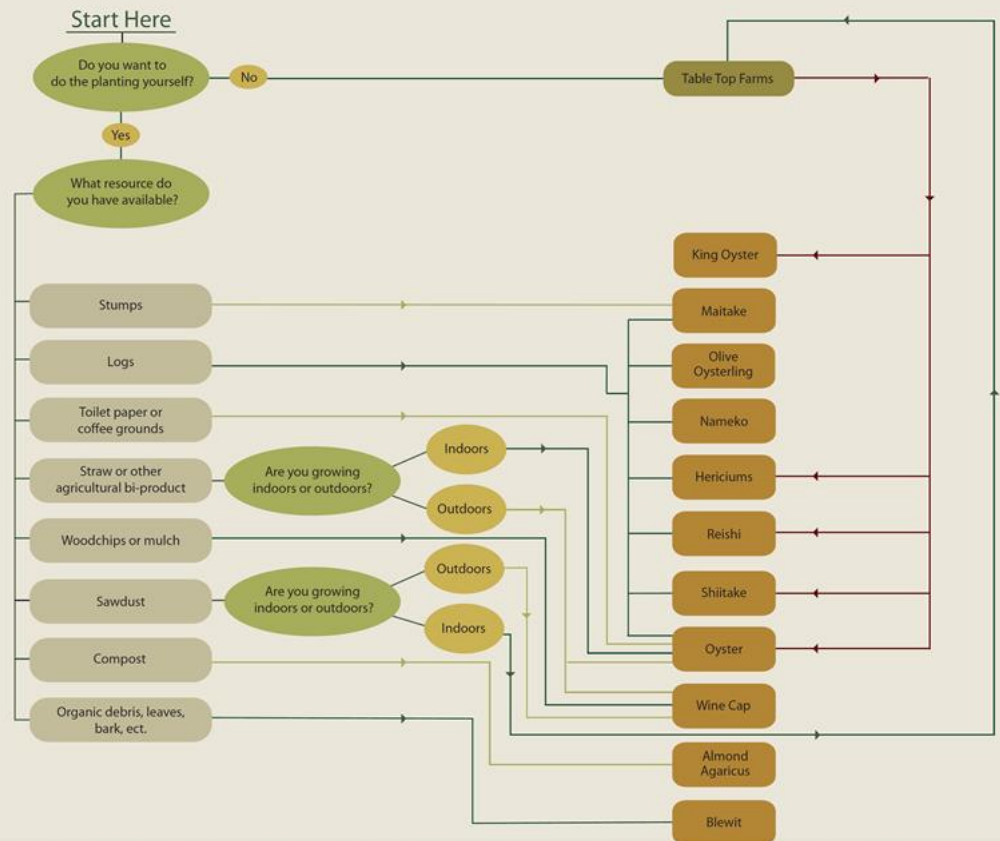 Start Here
Do you want to
do the planting yourself?
No
Table Top Farms
Yes
What resource do
you have available?
King Oyster
Stumps
Maitake
Logs
Olive
Oysterling
Toilet paper or
coffee grounds
Nameko
Indoors
Straw or other
agricultural bi-product
Are you growing
indoors or outdoors?
Hericiums
Outdoors
Woodchips or mulch
Reishi
Outdoors
Sawdust
Are you growing
indoors or outdoors?
Shiitake
Indoors
Compost
Oyster
Organic debris, leaves,
bark, ect.
Wine Cap
Almond
Agaricus
Blewit